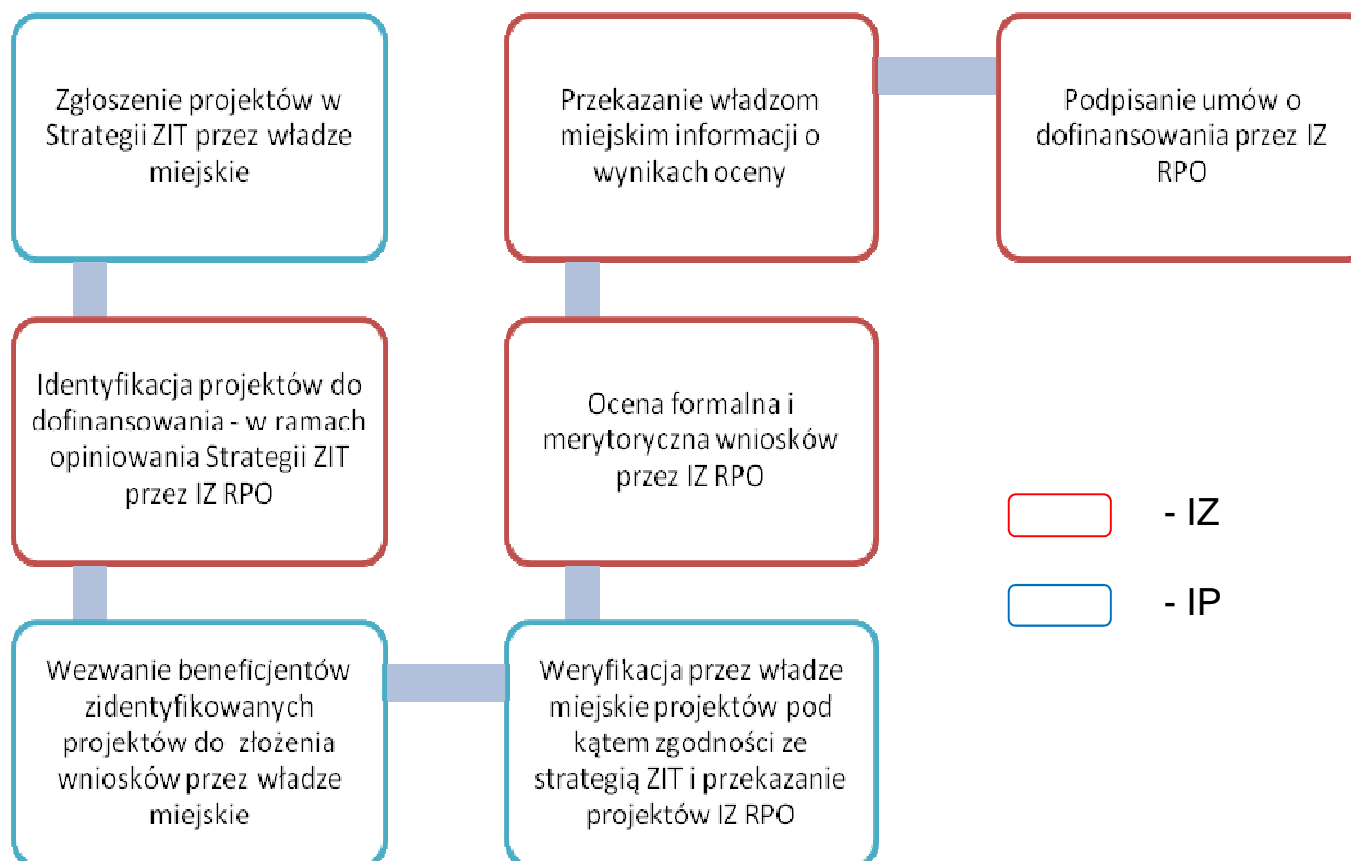 Zgłoszenie projektów w
Strategii ZIT przez władze
miejskie
Identyfikacja projektów do
dofinansowania - w ramach
opiniowania Strategii ZIT
przez IZ RPO
Wezwanie beneficjentów
zidentyfikowanych
projektów do złożenia
wniosków przez władze
miejskie
Weryfikacja przez władze
miejskie projektów pod
kątem zgodności ze
strategią ZIT i przekazanie
projektów IZ RPO
Ocena formalna i
merytoryczna wniosków
przez IZ RPO
Przekazanie władzom
miejskim informacji o
wynikach oceny
Podpisanie umów o
dofinansowania przez IZ
RPO
- IZ
- IP